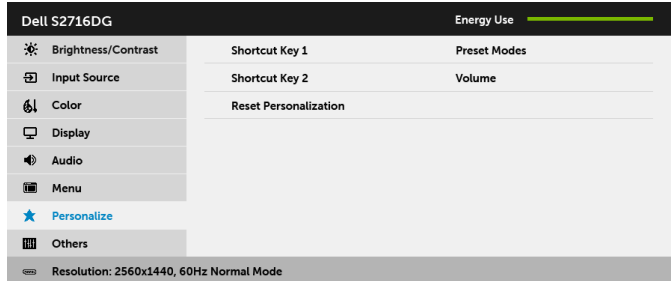 Dell S2716DG Energy Use
Brightness/Contrast Shortcut Key 1 Preset Modes
Input Source Shortcut Key 2 Volume
Color Reset Personalization
Display
Audio
Menu
Personalize
Others
Resolution: 2560x1440, 60Hz Normal Mode